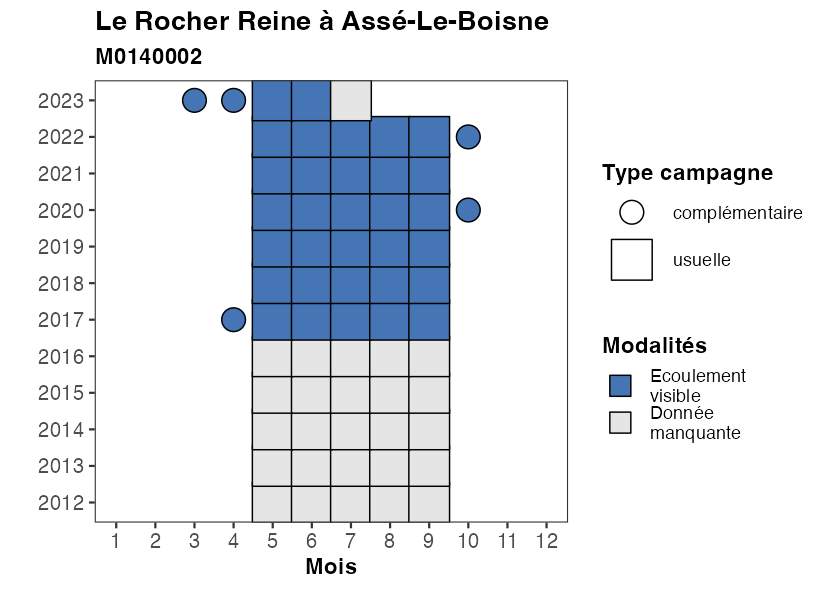 Le Rocher Reine à Assé-Le-Boisne
M0140002
2023
2022
2021
2020
2019
2018
2017
2016
2015
2014
2013
2012
1 2 3 4 5 6 7 8 9 10 11 12
Mois
Type campagne
complémentaire
usuelle
Modalités
Ecoulement
visible
Donnée
manquante